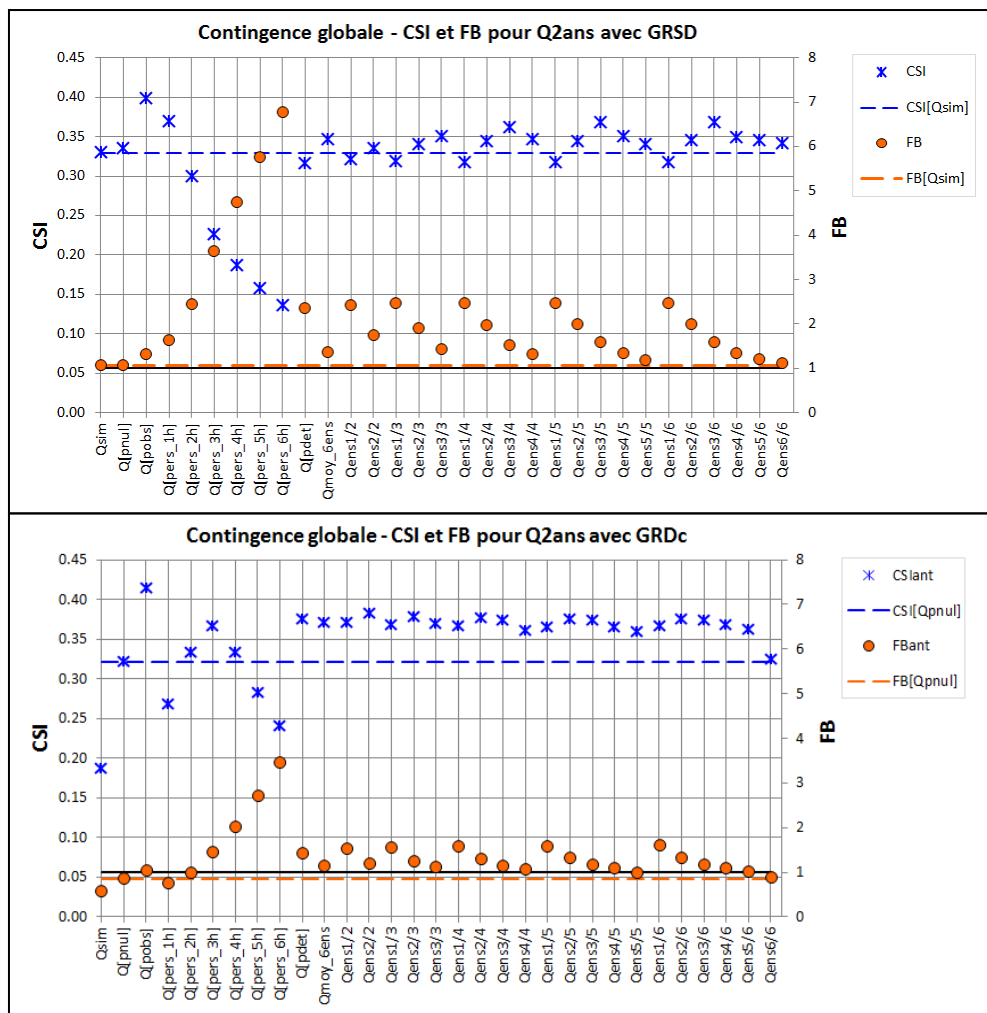 Contingence globale - CSI et FB pour Q2ans avec GRSD
CSI
0.45
0.40
0.35
0.30
0.25
0.20
0.15
0.10
0.05
0.00
8
7
6
5
4
3
2
1
0
FB
CSI
CSI[Qsim]
FB
FB[Qsim]
Qsim
Q[pnul]
Q[pobs]
Q[pers_1h]
Q[pers_2h]
Q[pers_3h]
Q[pers_4h]
Q[pers_5h]
Q[pers_6h]
Q[pdet]
Qmoy_6ens
Qens1/2
Qens2/2
Qens1/3
Qens2/3
Qens3/3
Qens1/4
Qens2/4
Qens3/4
Qens4/4
Qens1/5
Qens2/5
Qens3/5
Qens4/5
Qens5/5
Qens1/6
Qens2/6
Qens3/6
Qens4/6
Qens5/6
Qens6/6
Contingence globale - CSI et FB pour Q2ans avec GRDc
CSI
0.45
0.40
0.35
0.30
0.25
0.20
0.15
0.10
0.05
0.00
8
7
6
5
4
3
2
1
0
FB
CSIant
CSI[Qpnul]
FBant
FB[Qpnul]
Qsim
Q[pnul]
Q[pobs]
Q[pers_1h]
Q[pers_2h]
Q[pers_3h]
Q[pers_4h]
Q[pers_5h]
Q[pers_6h]
Q[pdet]
Qmoy_6ens
Qens1/2
Qens2/2
Qens1/3
Qens2/3
Qens3/3
Qens1/4
Qens2/4
Qens3/4
Qens4/4
Qens1/5
Qens2/5
Qens3/5
Qens4/5
Qens5/5
Qens1/6
Qens2/6
Qens3/6
Qens4/6
Qens5/6
Qens6/6